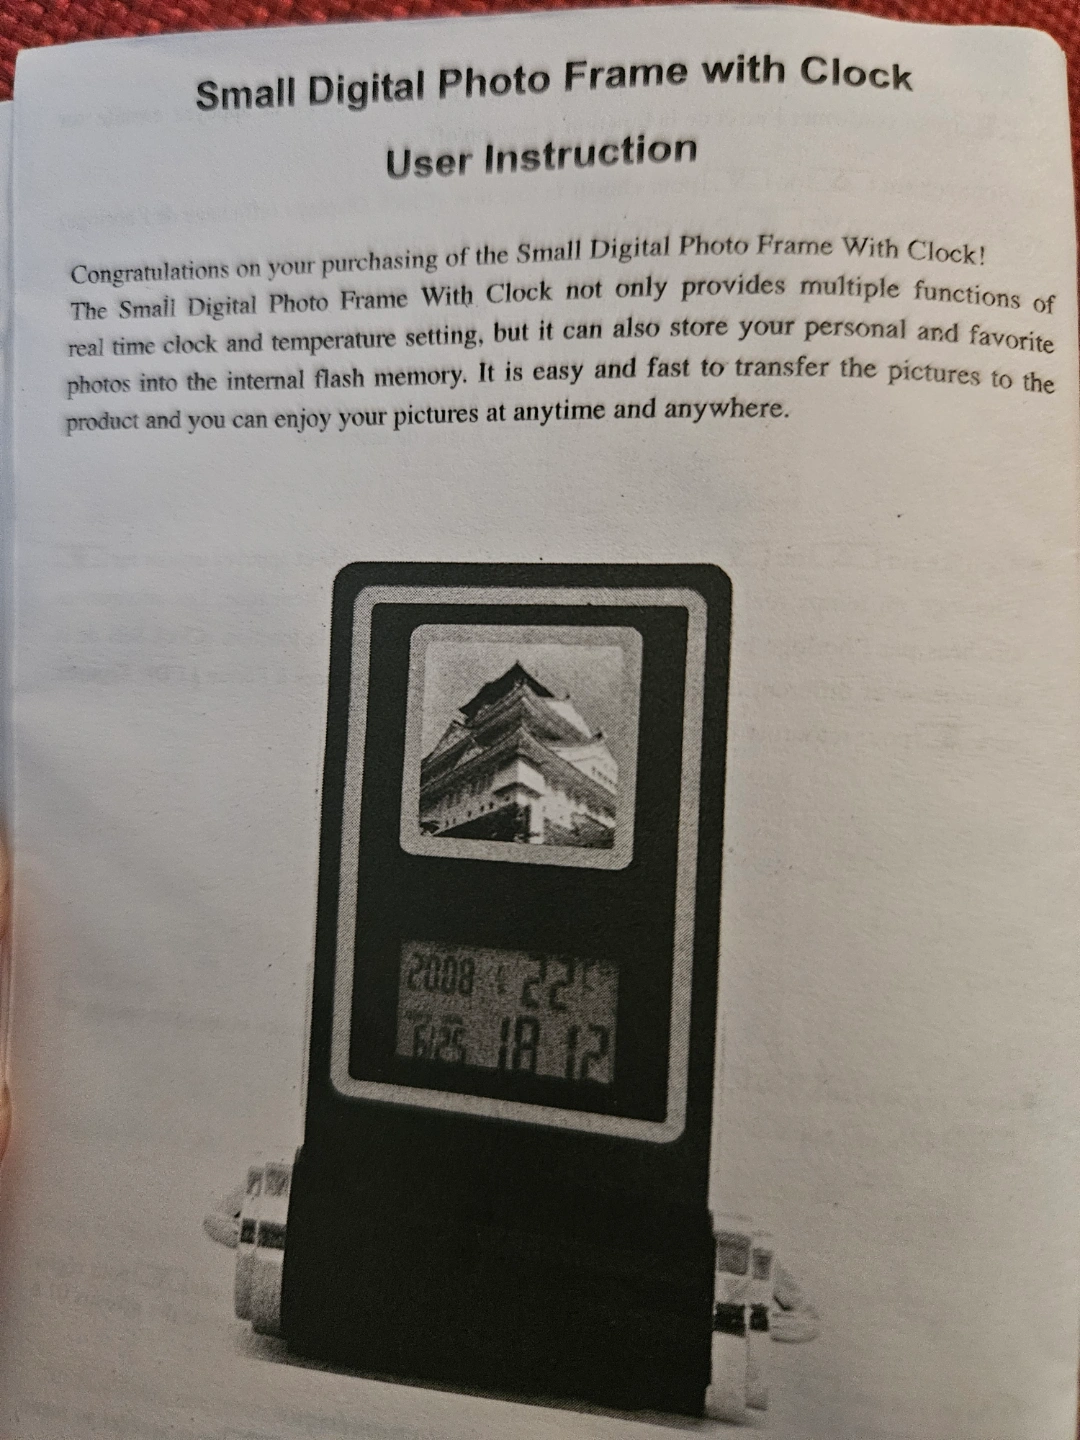 Small Digital Photo Frame with Clock
User Instruction
Congratulations on your purchasing of the Small Digital Photo Frame With Clock!
The Small Digital Photo Frame With Clock not only provides multiple functions of
real time clock and temperature setting, but it can also store your personal and favorite
photos into the internal flash memory. It is easy and fast to transfer the pictures to the
product and you can enjoy your pictures at anytime and anywhere.
2008 22°C
6/25 18 12